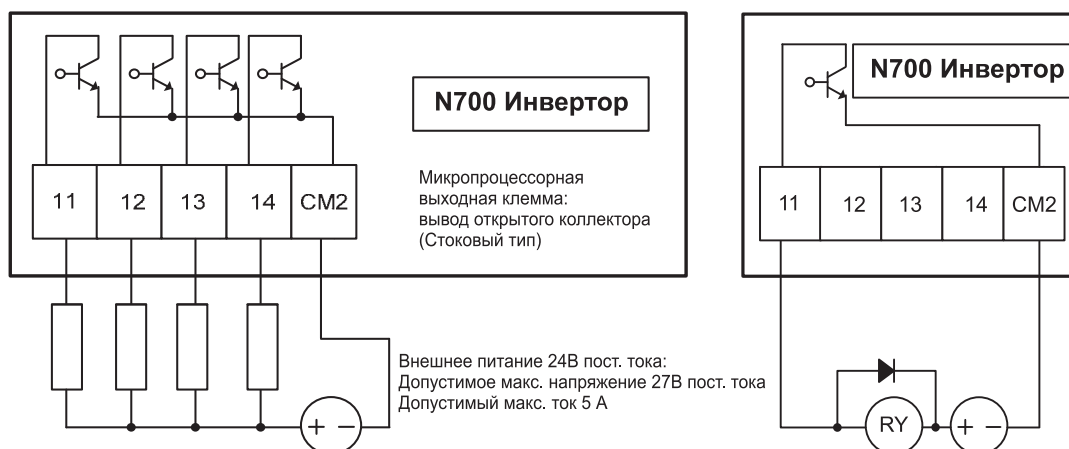 N700 Инвертор
Микропроцессорная
выходная клемма:
вывод открытого коллектора
(Стоковый тип)
11 12 13 14 CM2
Внешнее питание 24В пост. тока:
Допустимое макс. напряжение 27В пост. тока
Допустимый макс. ток 5 А
+ −
N700 Инвертор
11 12 13 14 CM2
RY + −